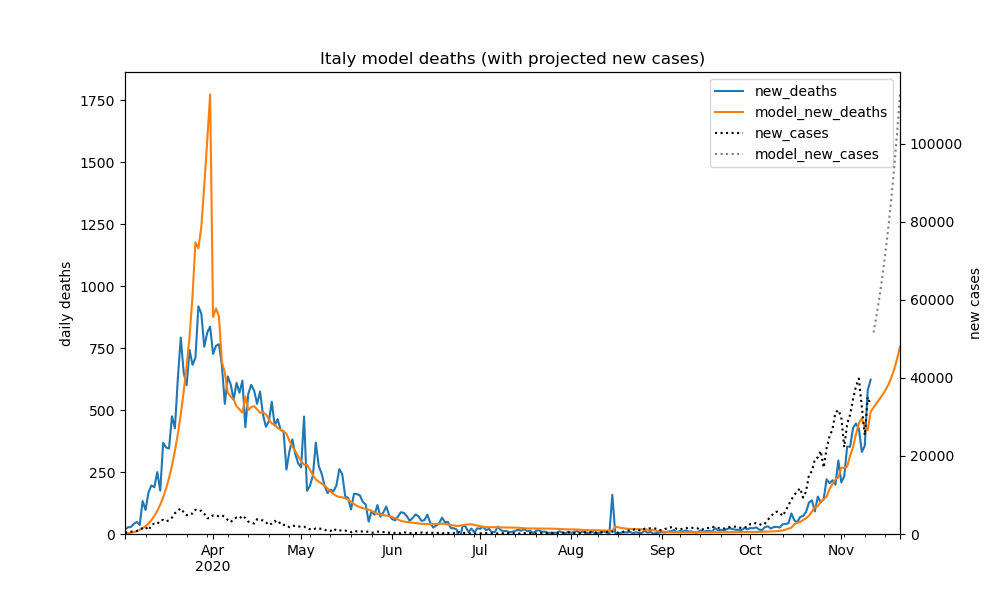 Italy model deaths (with projected new cases)
daily deaths
1750
1500
1250
1000
750
500
250
0
new_deaths
model_new_deaths
new_cases
model_new_cases
100000
80000
60000
40000
20000
0
new cases
Apr
2020
May
Jun
Jul
Aug
Sep
Oct
Nov